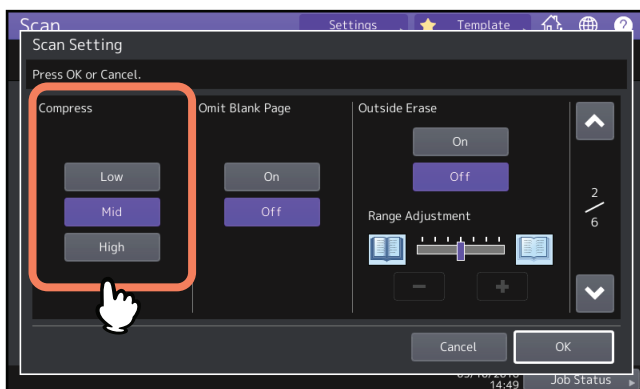 Scan
Settings
Template
Scan Setting
Press OK or Cancel.
Compress
Omit Blank Page
Outside Erase
On
Low
On
Off
Mid
Off
Range Adjustment
High
2
6
Cancel
OK
14:49
Job Status